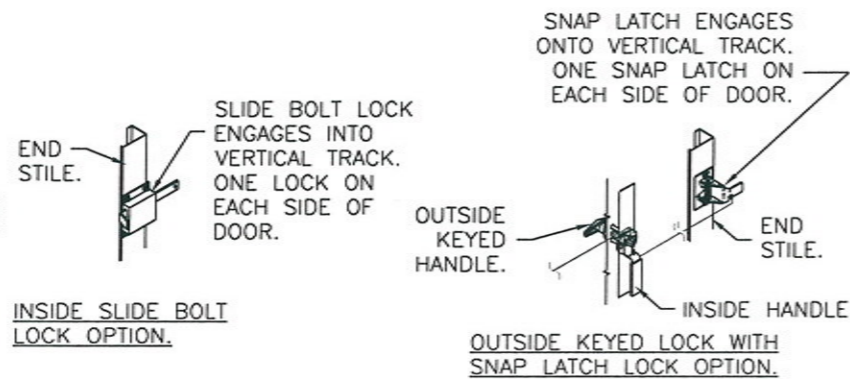 END
STILE.
SLIDE BOLT LOCK
ENGAGES INTO
VERTICAL TRACK.
ONE LOCK ON
EACH SIDE OF
DOOR.
INSIDE SLIDE BOLT
LOCK OPTION.
SNAP LATCH ENGAGES
ONTO VERTICAL TRACK.
ONE SNAP LATCH ON
EACH SIDE OF DOOR.
OUTSIDE
KEYED
HANDLE.
END
STILE.
INSIDE HANDLE
OUTSIDE KEYED LOCK WITH
SNAP LATCH LOCK OPTION.